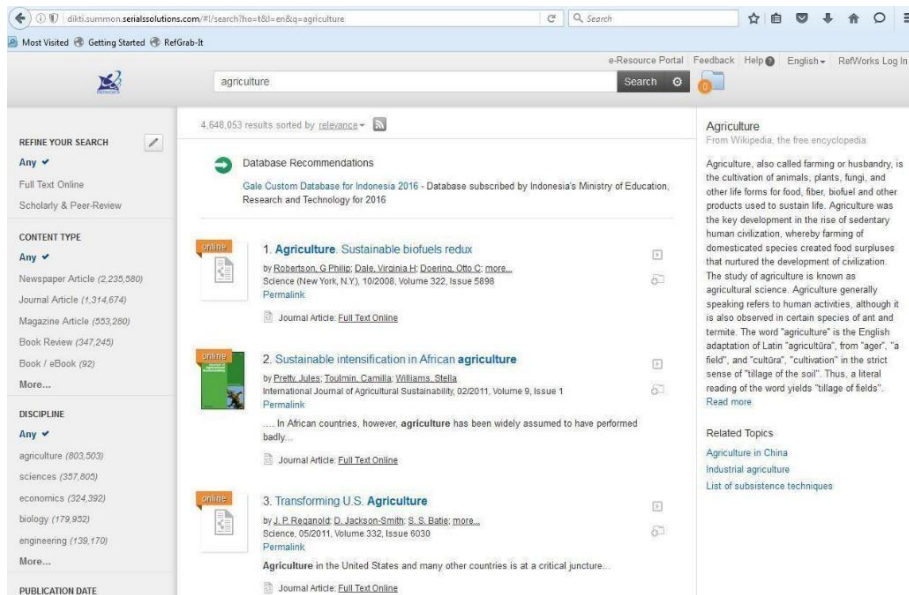 dikti.summon.serialssolutions.com/#!/search?ho=t&l=en&q=agriculture
Search
Most Visited Getting Started RefGrab-It
e-Resource Portal Feedback Help English RefWorks Log In
agriculture Search
0
REFINE YOUR SEARCH
Any
Full Text Online
Scholarly & Peer-Review
CONTENT TYPE
Any
Newspaper Article (2,235,580)
Journal Article (1,314,674)
Magazine Article (553,260)
Book Review (347,245)
Book / eBook (92)
More...
DISCIPLINE
Any
agriculture (803,503)
sciences (357,805)
economics (324,392)
biology (179,952)
engineering (139,170)
More...
PUBLICATION DATE
4,648,053 results sorted by relevance
Database Recommendations
Gale Custom Database for Indonesia 2016 - Database subscribed by Indonesia's Ministry of Education,
Research and Technology for 2016
online
1. Agriculture. Sustainable biofuels redux
by Robertson, G Philip; Dale, Virginia H; Doering, Otto C; more...
Science (New York, N.Y.), 10/2008, Volume 322, Issue 5898
Permalink
Journal Article: Full Text Online
online
2. Sustainable intensification in African agriculture
by Pretty, Jules; Toulmin, Camilla; Williams, Stella
International Journal of Agricultural Sustainability, 02/2011, Volume 9, Issue 1
Permalink
.... In African countries, however, agriculture has been widely assumed to have performed
badly...
Journal Article: Full Text Online
online
3. Transforming U.S. Agriculture
by J. P. Reganold; D. Jackson-Smith; S. S. Batie; more...
Science, 05/2011, Volume 332, Issue 6030
Permalink
Agriculture in the United States and many other countries is at a critical juncture...
Journal Article: Full Text Online
Agriculture
From Wikipedia, the free encyclopedia
Agriculture, also called farming or husbandry, is
the cultivation of animals, plants, fungi, and
other life forms for food, fiber, biofuel and other
products used to sustain life. Agriculture was
the key development in the rise of sedentary
human civilization, whereby farming of
domesticated species created food surpluses
that nurtured the development of civilization.
The study of agriculture is known as
agricultural science. Agriculture generally
speaking refers to human activities, although it
is also observed in certain species of ant and
termite. The word "agriculture" is the English
adaptation of Latin "agricultūra", from "ager", "a
field", and "cultūra", "cultivation" in the strict
sense of "tillage of the soil". Thus, a literal
reading of the word yields "tillage of fields".
Read more
Related Topics
Agriculture in China
Industrial agriculture
List of subsistence techniques